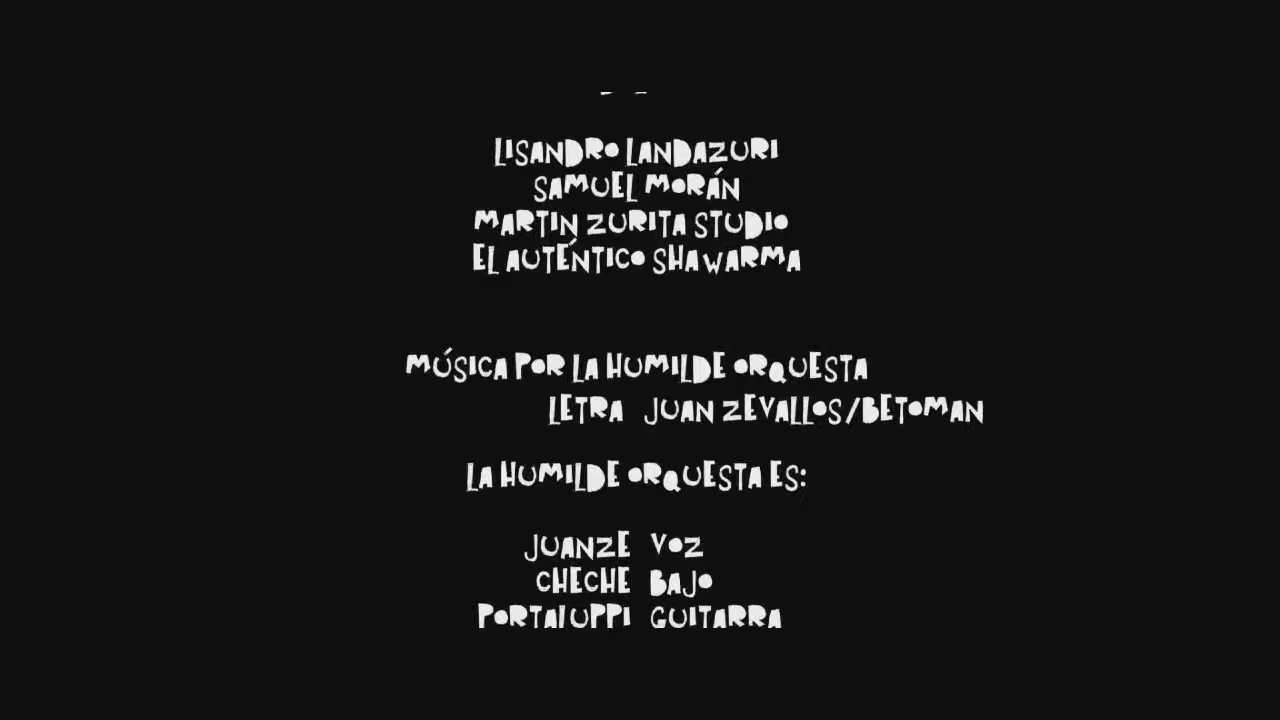 LISANDRO LANDAZURI
SAMUEL MORÁN
MARTIN ZURITA STUDIO
EL AUTÉNTICO SHAWARMA
MÚSICA POR LA HUMILDE ORQUESTA
LETRA JUAN ZEVALLOS/BETOMAN
LA HUMILDE ORQUESTA ES:
JUANZE VOZ
CHECHE BAJO
PORTALUPPI GUITARRA